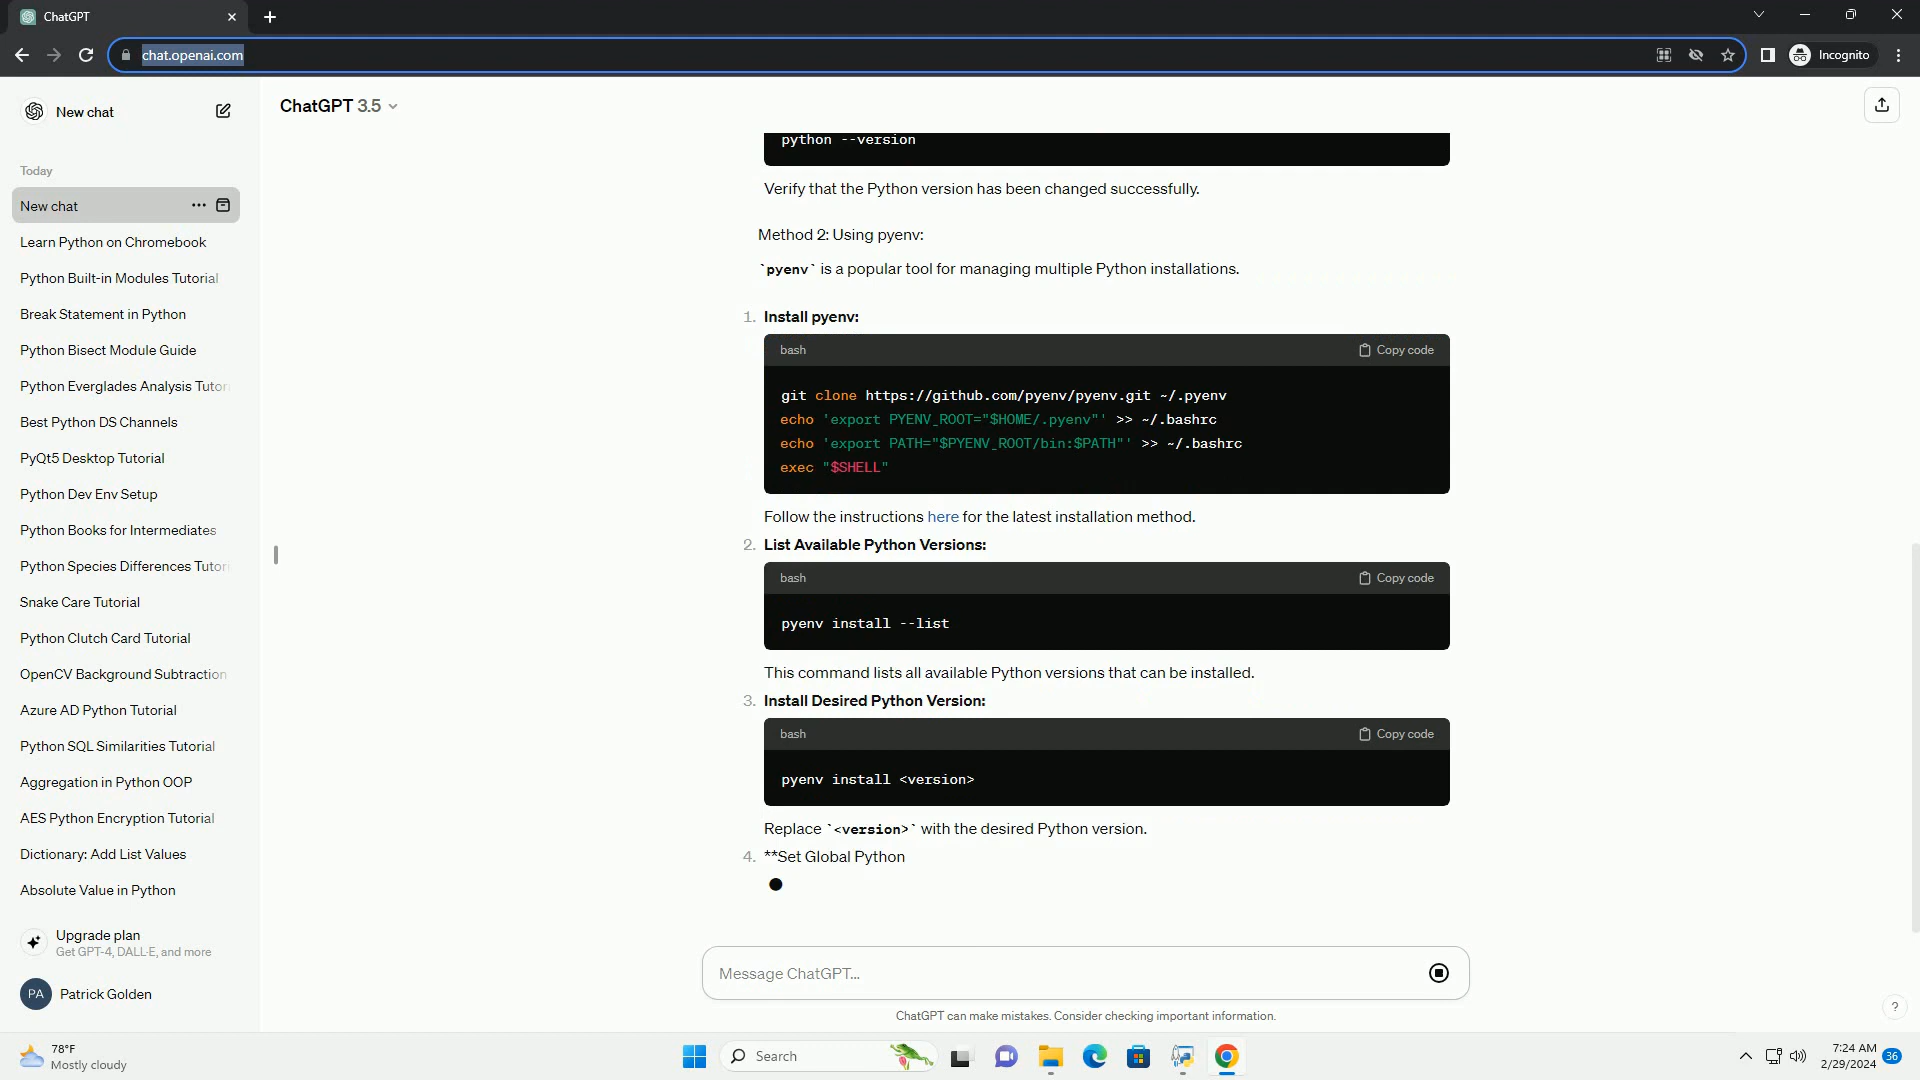 ChatGPT
chat.openai.com
Incognito
New chat
ChatGPT 3.5
Today
New chat
Learn Python on Chromebook
Python Built-in Modules Tutorial
Break Statement in Python
Python Bisect Module Guide
Python Everglades Analysis Tutori
Best Python DS Channels
PyQt5 Desktop Tutorial
Python Dev Env Setup
Python Books for Intermediates
Python Species Differences Tutori
Snake Care Tutorial
Python Clutch Card Tutorial
OpenCV Background Subtraction
Azure AD Python Tutorial
Python SQL Similarities Tutorial
Aggregation in Python OOP
AES Python Encryption Tutorial
Dictionary: Add List Values
Absolute Value in Python
Upgrade plan
Get GPT-4, DALL·E, and more
PA Patrick Golden
python --version
Verify that the Python version has been changed successfully.
Method 2: Using pyenv:
`pyenv` is a popular tool for managing multiple Python installations.
1. Install pyenv:
bash Copy code
git clone https://github.com/pyenv/pyenv.git ~/.pyenv
echo 'export PYENV_ROOT="$HOME/.pyenv"' >> ~/.bashrc
echo 'export PATH="$PYENV_ROOT/bin:$PATH"' >> ~/.bashrc
exec "$SHELL"
Follow the instructions here for the latest installation method.
2. List Available Python Versions:
bash Copy code
pyenv install --list
This command lists all available Python versions that can be installed.
3. Install Desired Python Version:
bash Copy code
pyenv install <version>
Replace `<version>` with the desired Python version.
4. **Set Global Python
Message ChatGPT...
ChatGPT can make mistakes. Consider checking important information.
?
78°F
Mostly cloudy
Search
7:24 AM
2/29/2024
36